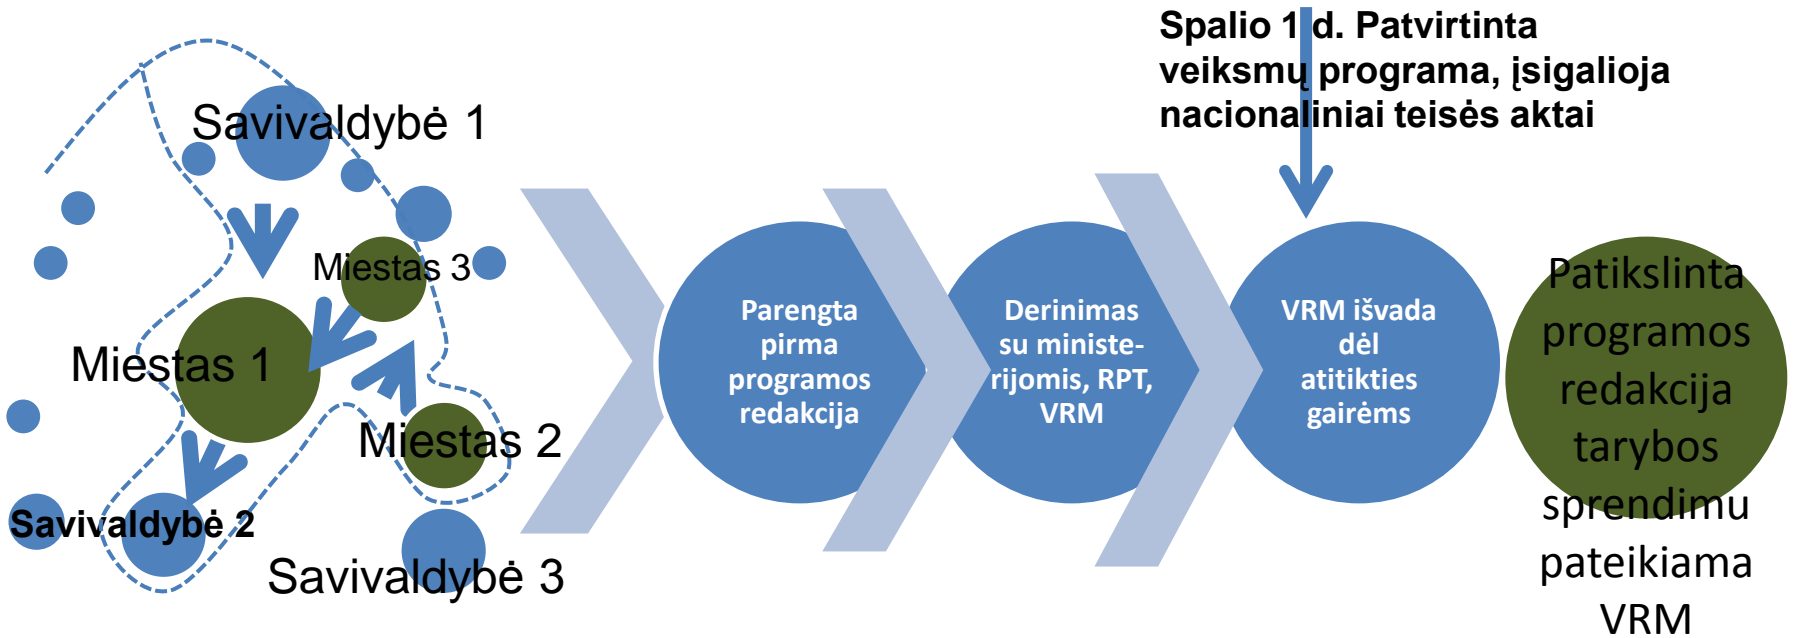 Spalio 1 d. Patvirtinta
veiksmų programa, įsigalioja
nacionaliniai teisės aktai
Savivaldybė 1
Miestas 3
Miestas 1
Miestas 2
Savivaldybė 2
Savivaldybė 3
Parengta
pirma
programos
redakcija
Derinimas
su ministe-
rijomis, RPT,
VRM
VRM išvada
dėl
atitikties
gairėms
Patikslinta
programos
redakcija
tarybos
sprendimu
pateikiama
VRM